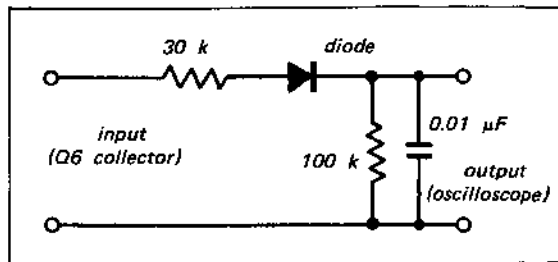 30 k
diode
input
(Q6 collector)
100 k
0.01 µF
output
(oscilloscope)